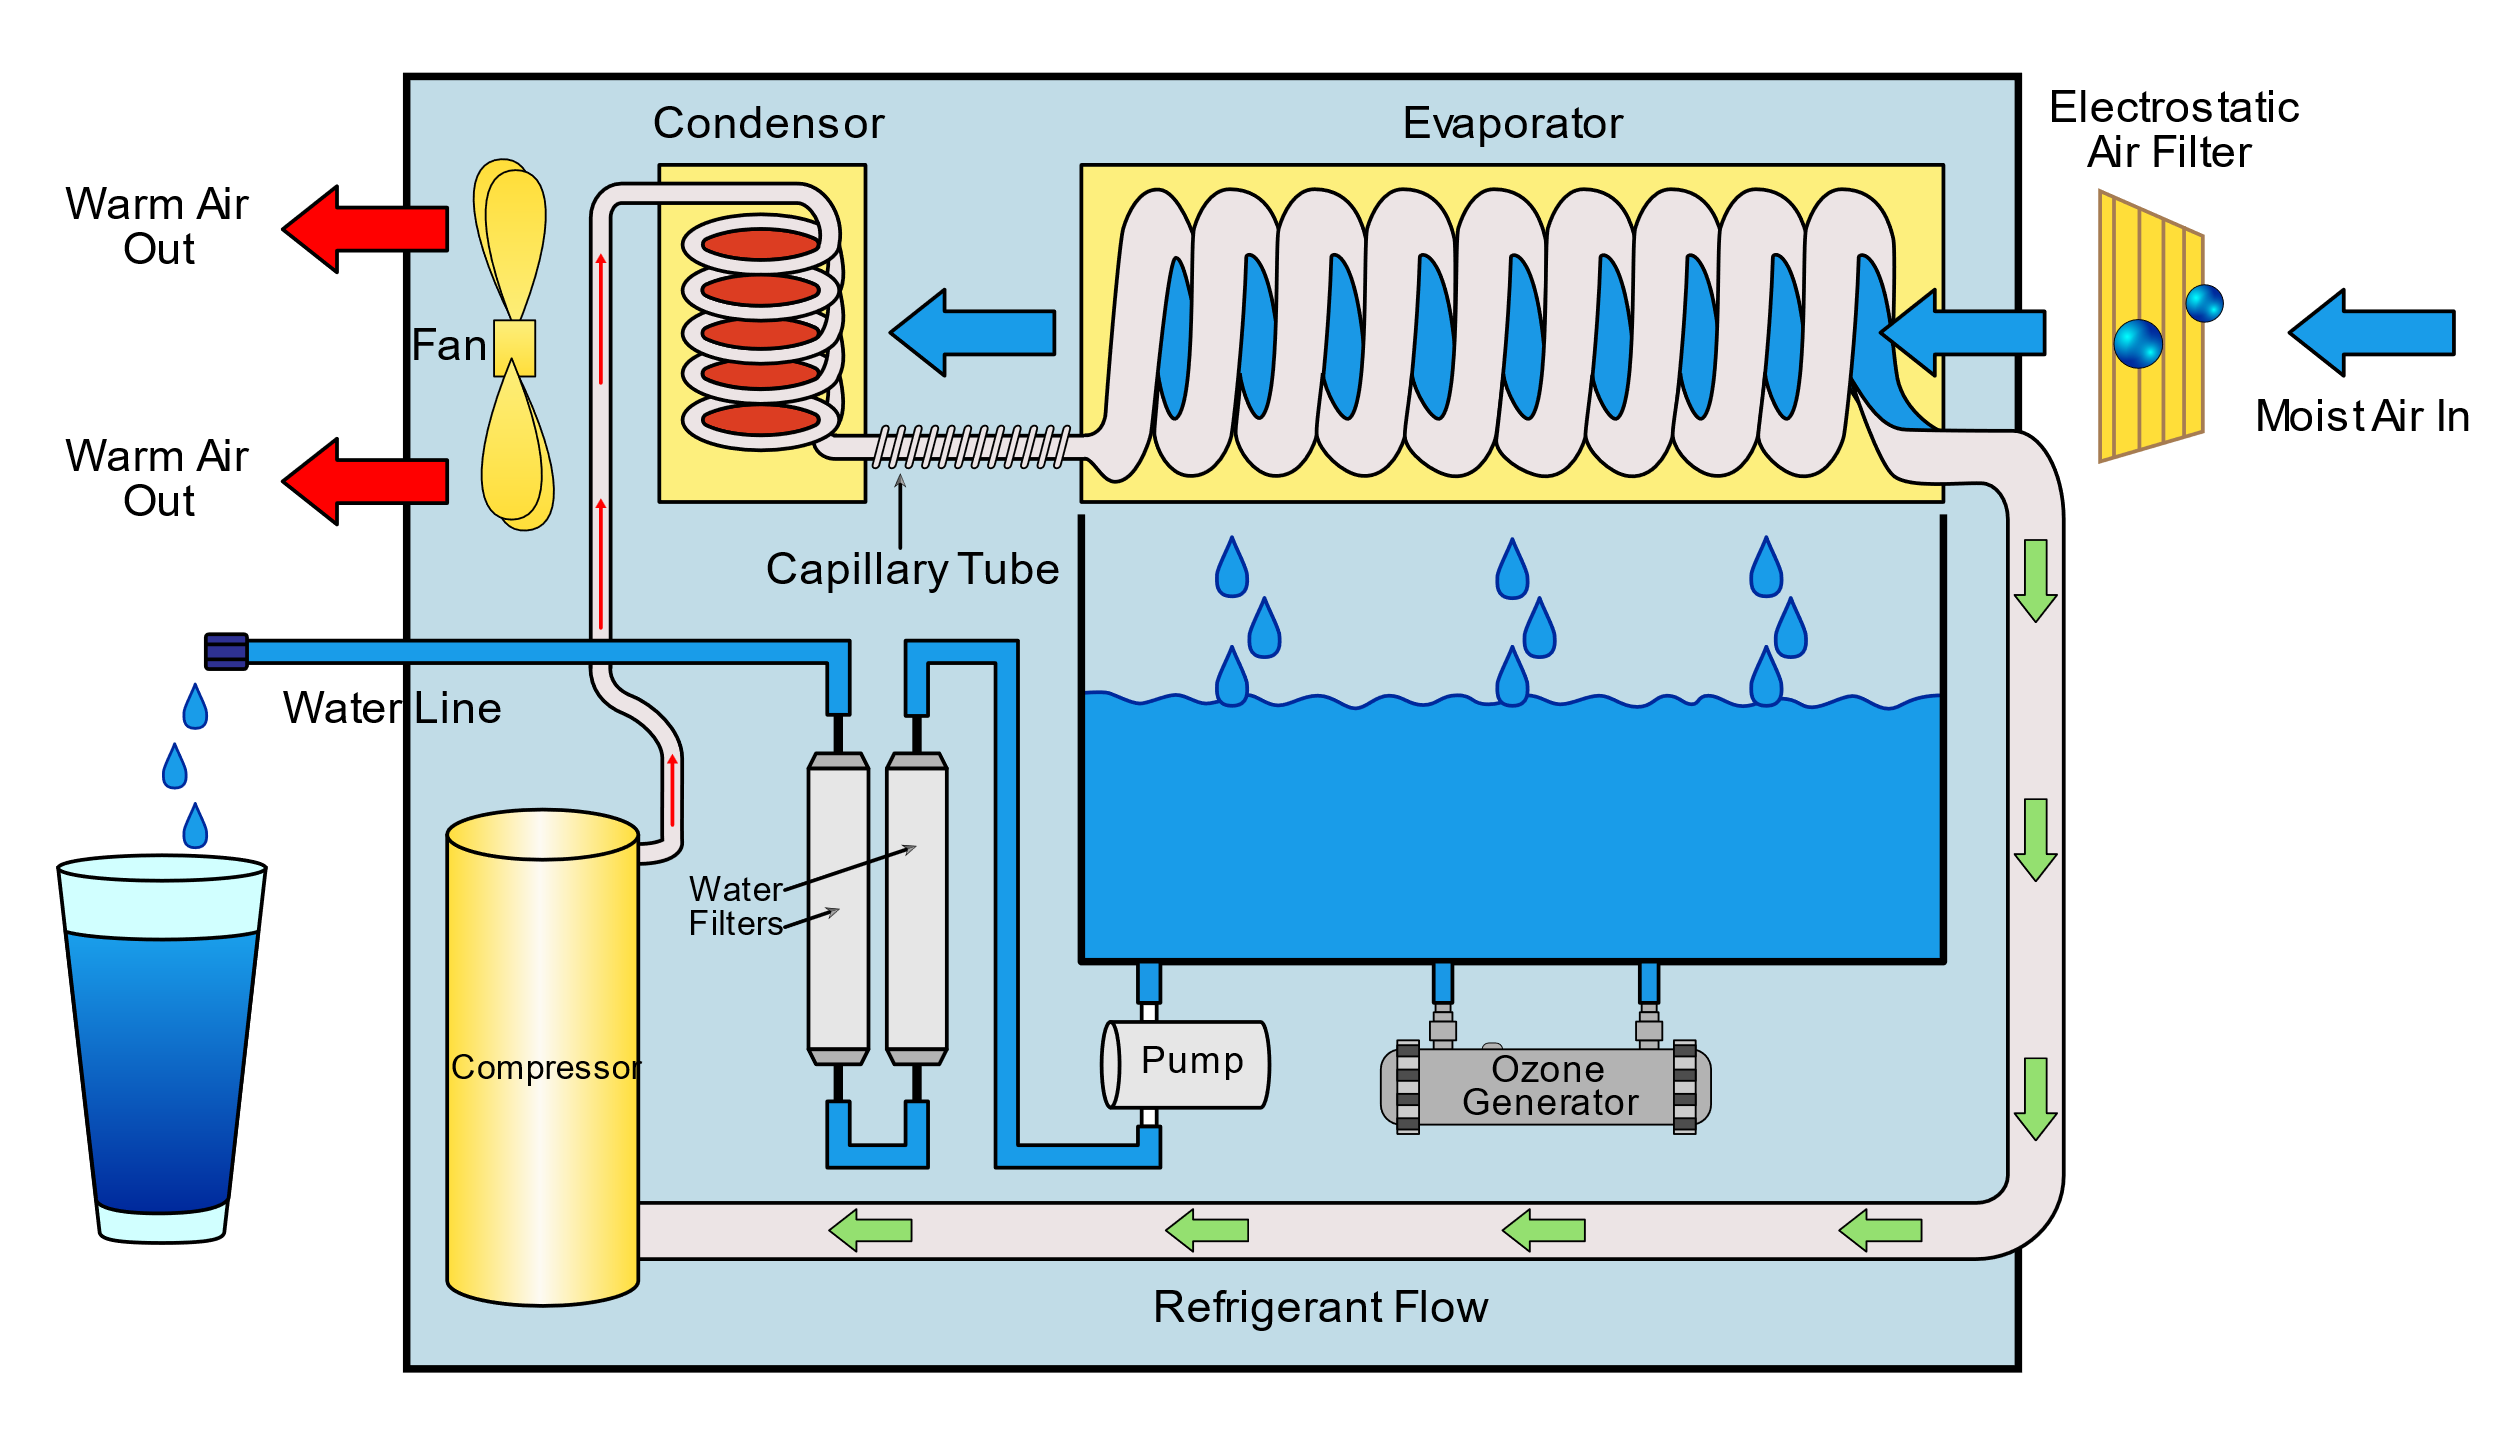 Condensor
Evaporator
Electrostatic
Air Filter
Warm Air
Out
Fan
Moist Air In
Warm Air
Out
Capillary Tube
Water Line
Water
Filters
Compressor
Pump
Ozone
Generator
Refrigerant Flow